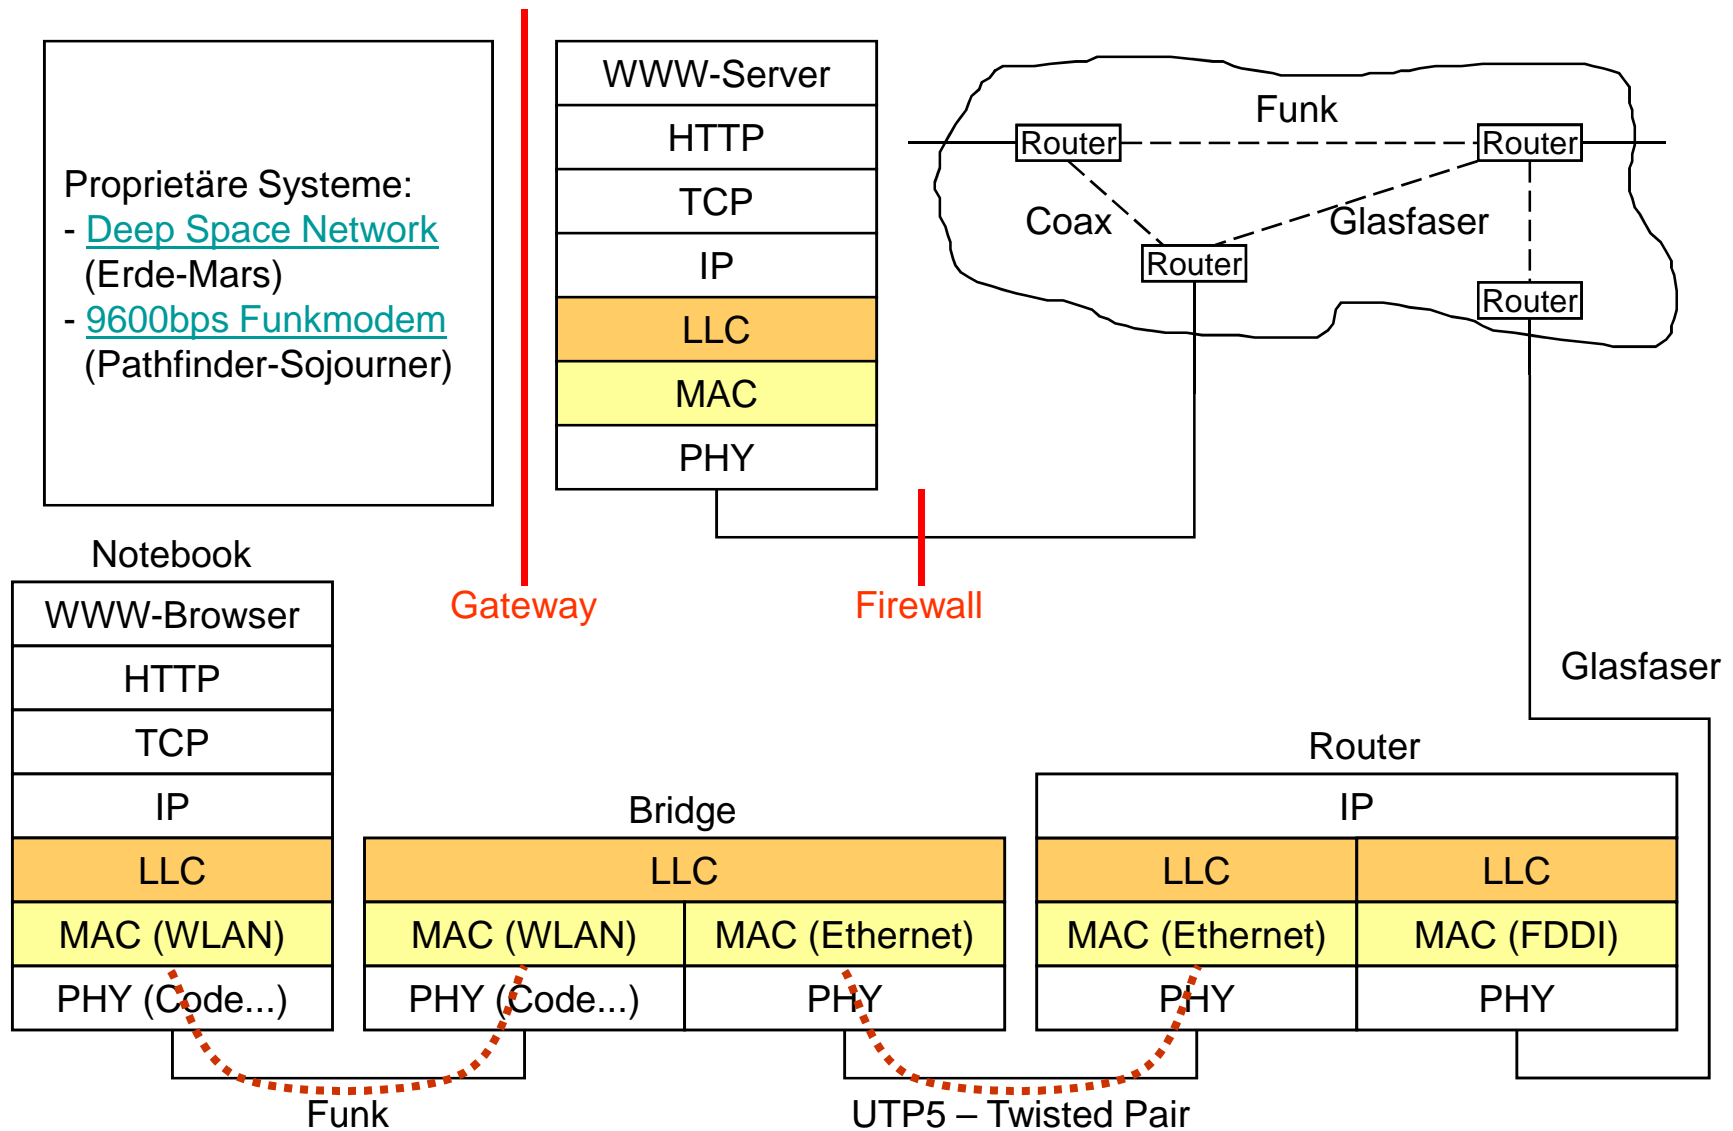 Proprietäre Systeme:
- Deep Space Network
(Erde-Mars)
- 9600bps Funkmodem
(Pathfinder-Sojourner)
Gateway
WWW-Server
HTTP
TCP
IP
LLC
MAC
PHY
Firewall
Funk
Router
Router
Coax
Glasfaser
Router
Router
Glasfaser
Notebook
WWW-Browser
HTTP
TCP
IP
LLC
MAC (WLAN)
PHY (Code...)
Funk
Bridge
LLC
MAC (WLAN)
MAC (Ethernet)
PHY (Code...)
PHY
UTP5 – Twisted Pair
Router
IP
LLC
LLC
MAC (Ethernet)
MAC (FDDI)
PHY
PHY